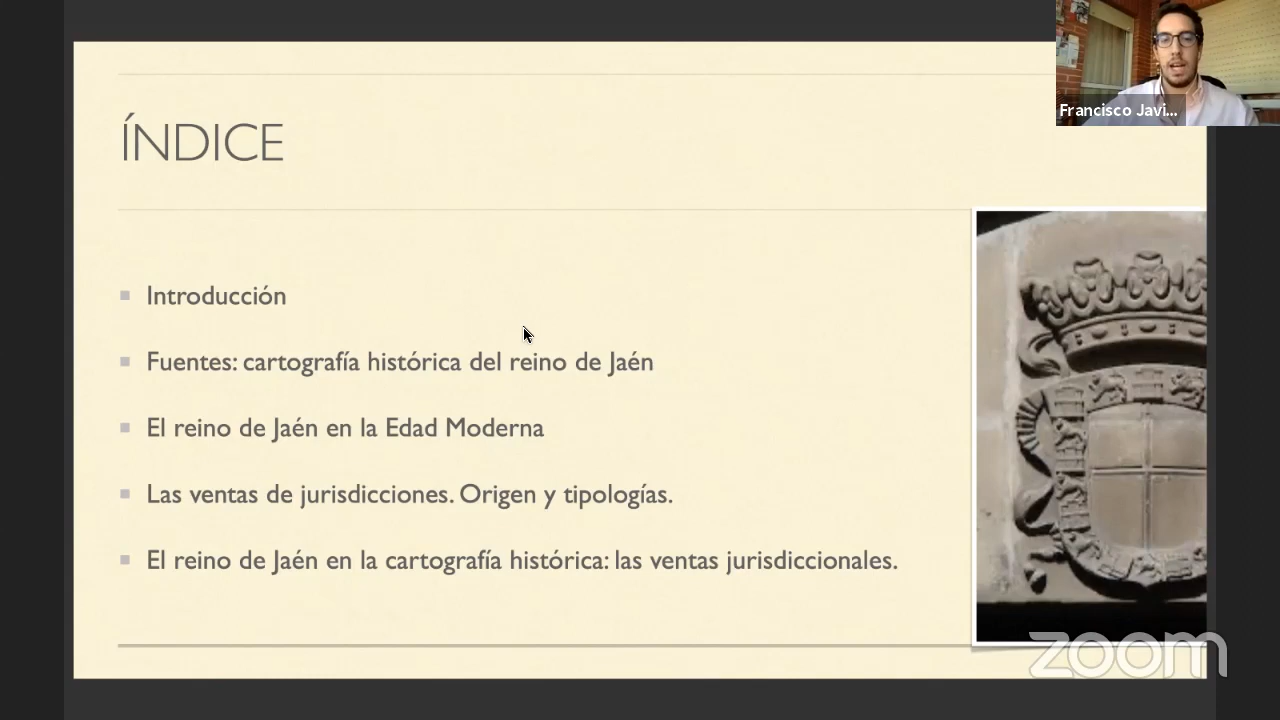 Francisco Javi...
ÍNDICE
Introducción
Fuentes: cartografía histórica del reino de Jaén
El reino de Jaén en la Edad Moderna
Las ventas de jurisdicciones. Origen y tipologías.
El reino de Jaén en la cartografía histórica: las ventas jurisdiccionales.
zoom